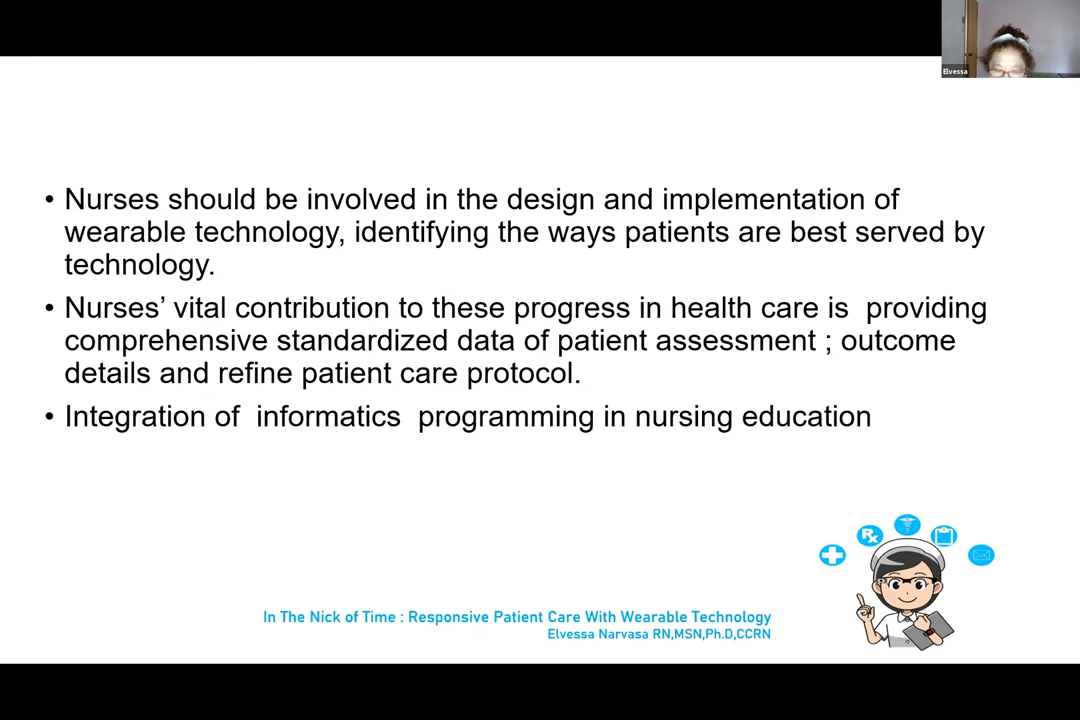 Elvessa
• Nurses should be involved in the design and implementation of
wearable technology, identifying the ways patients are best served by
technology.
• Nurses’ vital contribution to these progress in health care is  providing
comprehensive standardized data of patient assessment ; outcome
details and refine patient care protocol.
• Integration of  informatics  programming in nursing education
Rx
In The Nick of Time : Responsive Patient Care With Wearable Technology
Elvessa Narvasa RN,MSN,Ph.D,CCRN